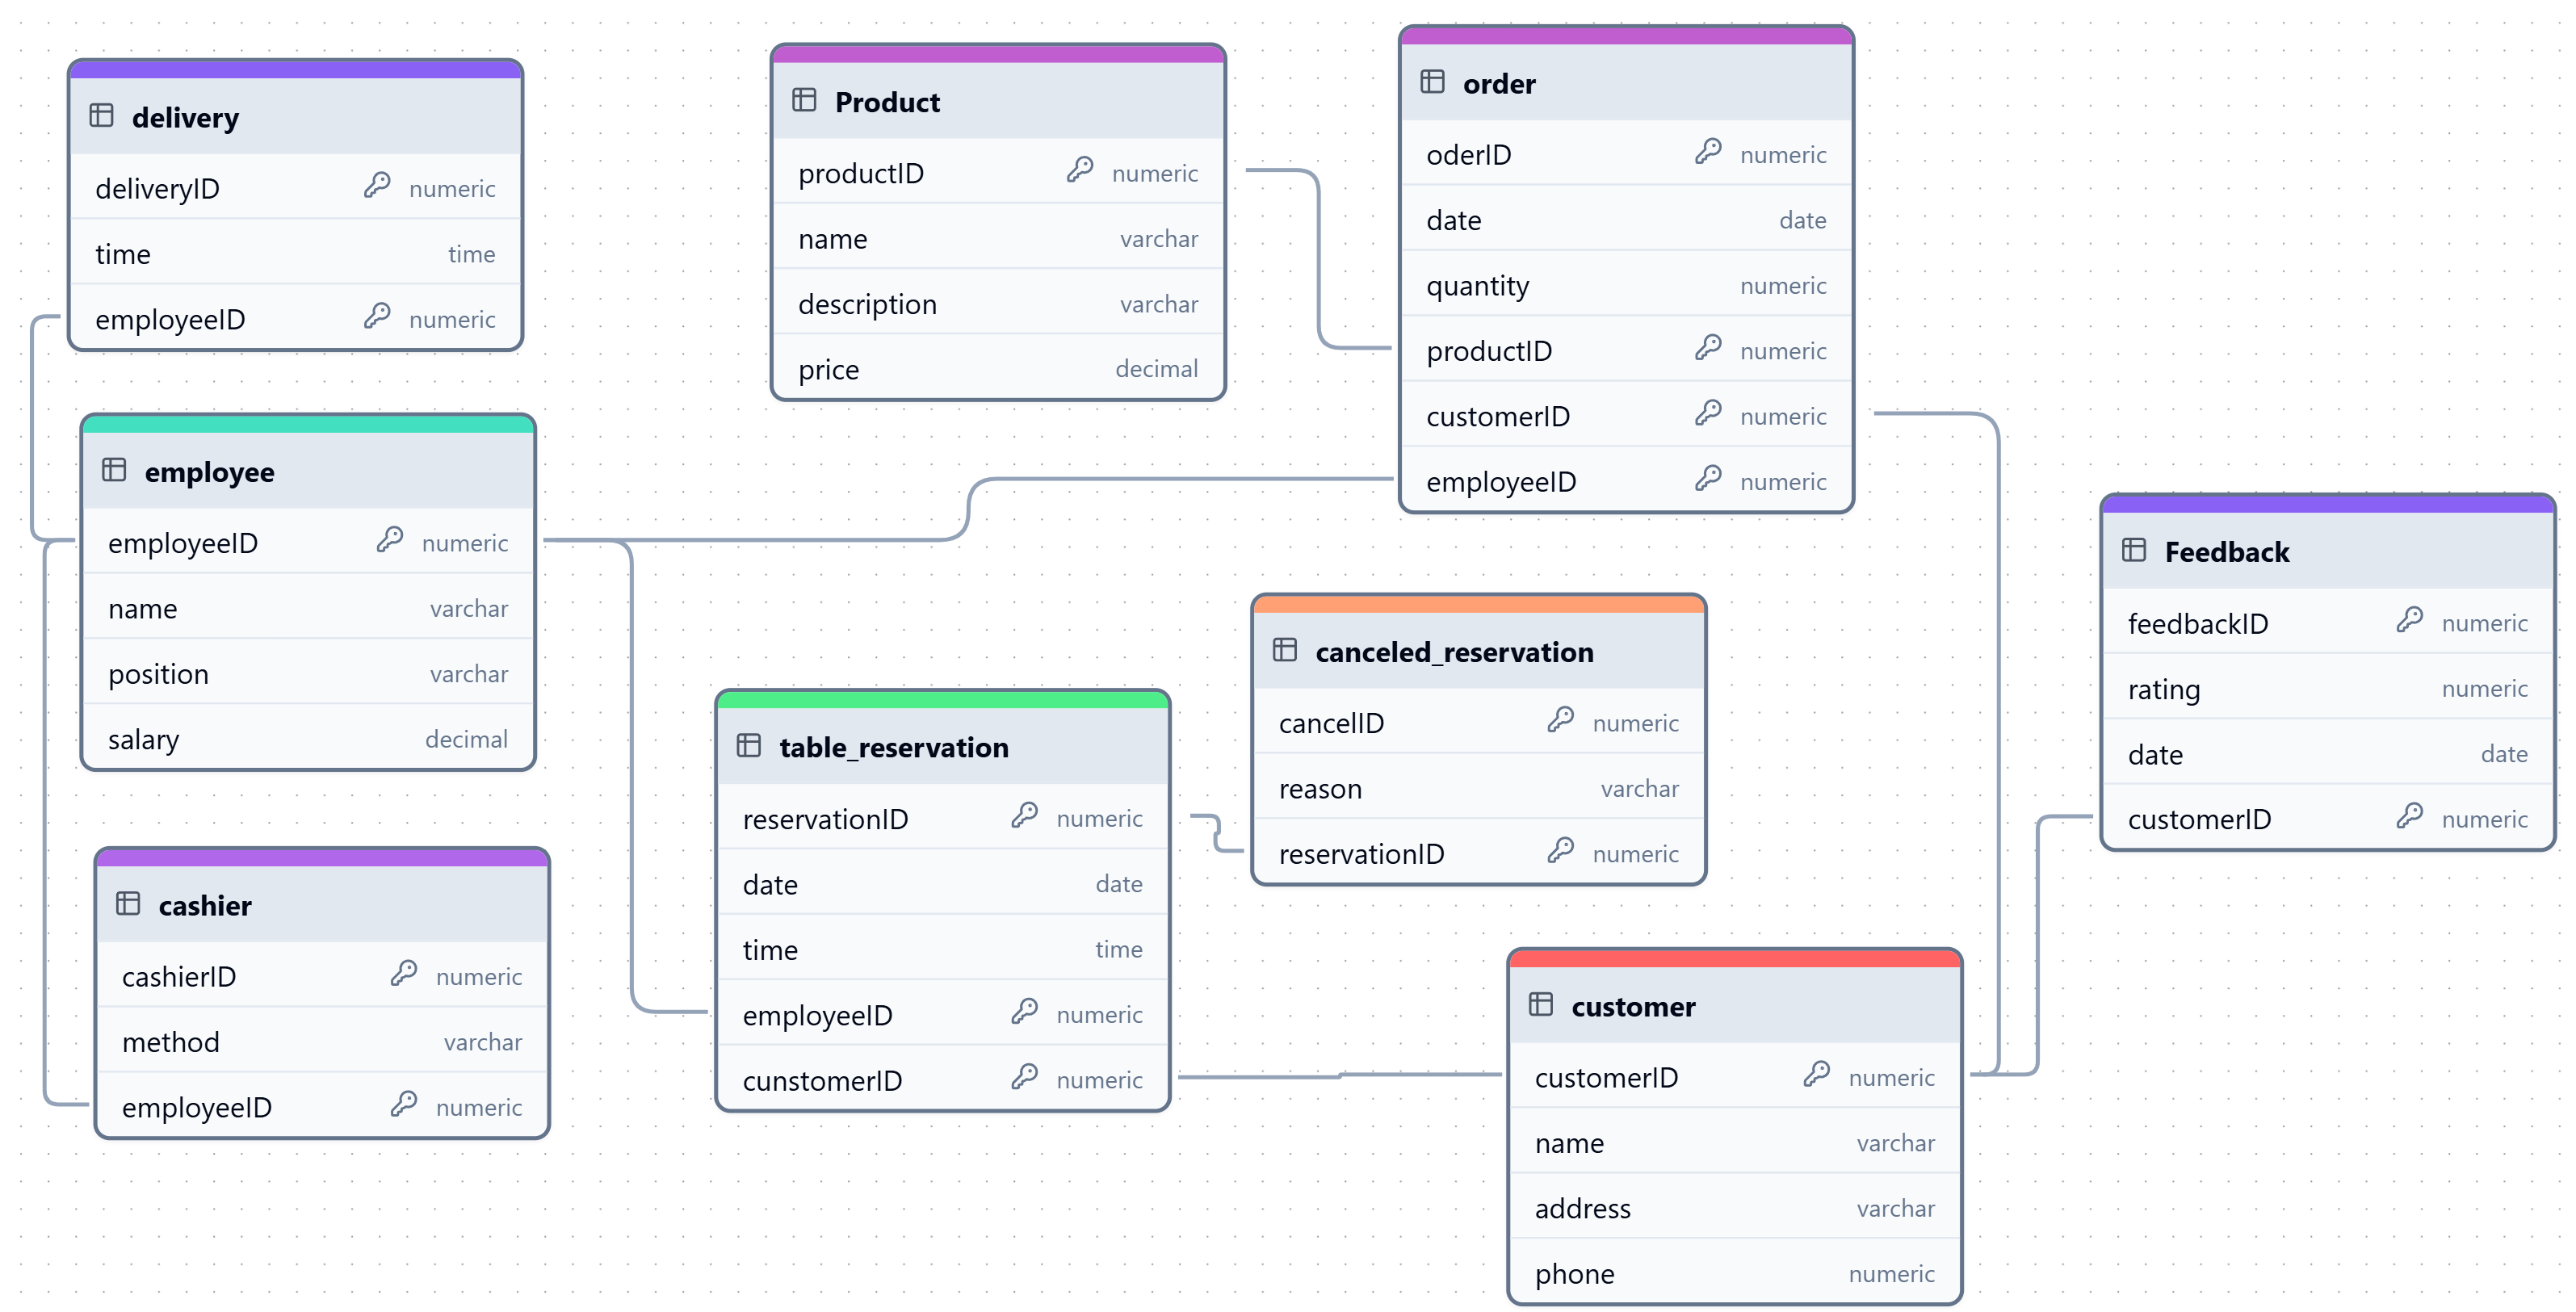 delivery
deliveryID numeric
time time
employeeID numeric
employee
employeeID numeric
name varchar
position varchar
salary decimal
cashier
cashierID numeric
method varchar
employeeID numeric
Product
productID numeric
name varchar
description varchar
price decimal
table_reservation
reservationID numeric
date date
time time
employeeID numeric
cunstomerID numeric
order
oderID numeric
date date
quantity numeric
productID numeric
customerID numeric
employeeID numeric
canceled_reservation
cancelID numeric
reason varchar
reservationID numeric
customer
customerID numeric
name varchar
address varchar
phone numeric
Feedback
feedbackID numeric
rating numeric
date date
customerID numeric